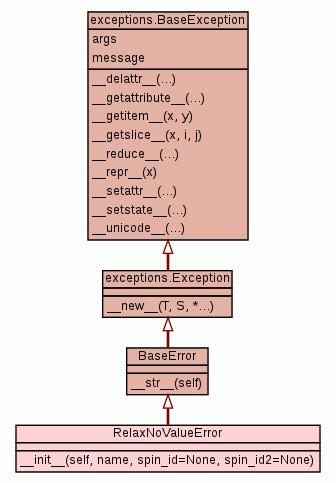 exceptions.BaseException
args
message
__delattr__(...)
__getattribute__(...)
__getitem__(x, y)
__getslice__(x, i, j)
__reduce__(...)
__repr__(x)
__setattr__(...)
__setstate__(...)
__unicode__(...)
exceptions.Exception
__new__(T, S, *...)
BaseError
__str__(self)
RelaxNoValueError
__init__(self, name, spin_id=None, spin_id2=None)